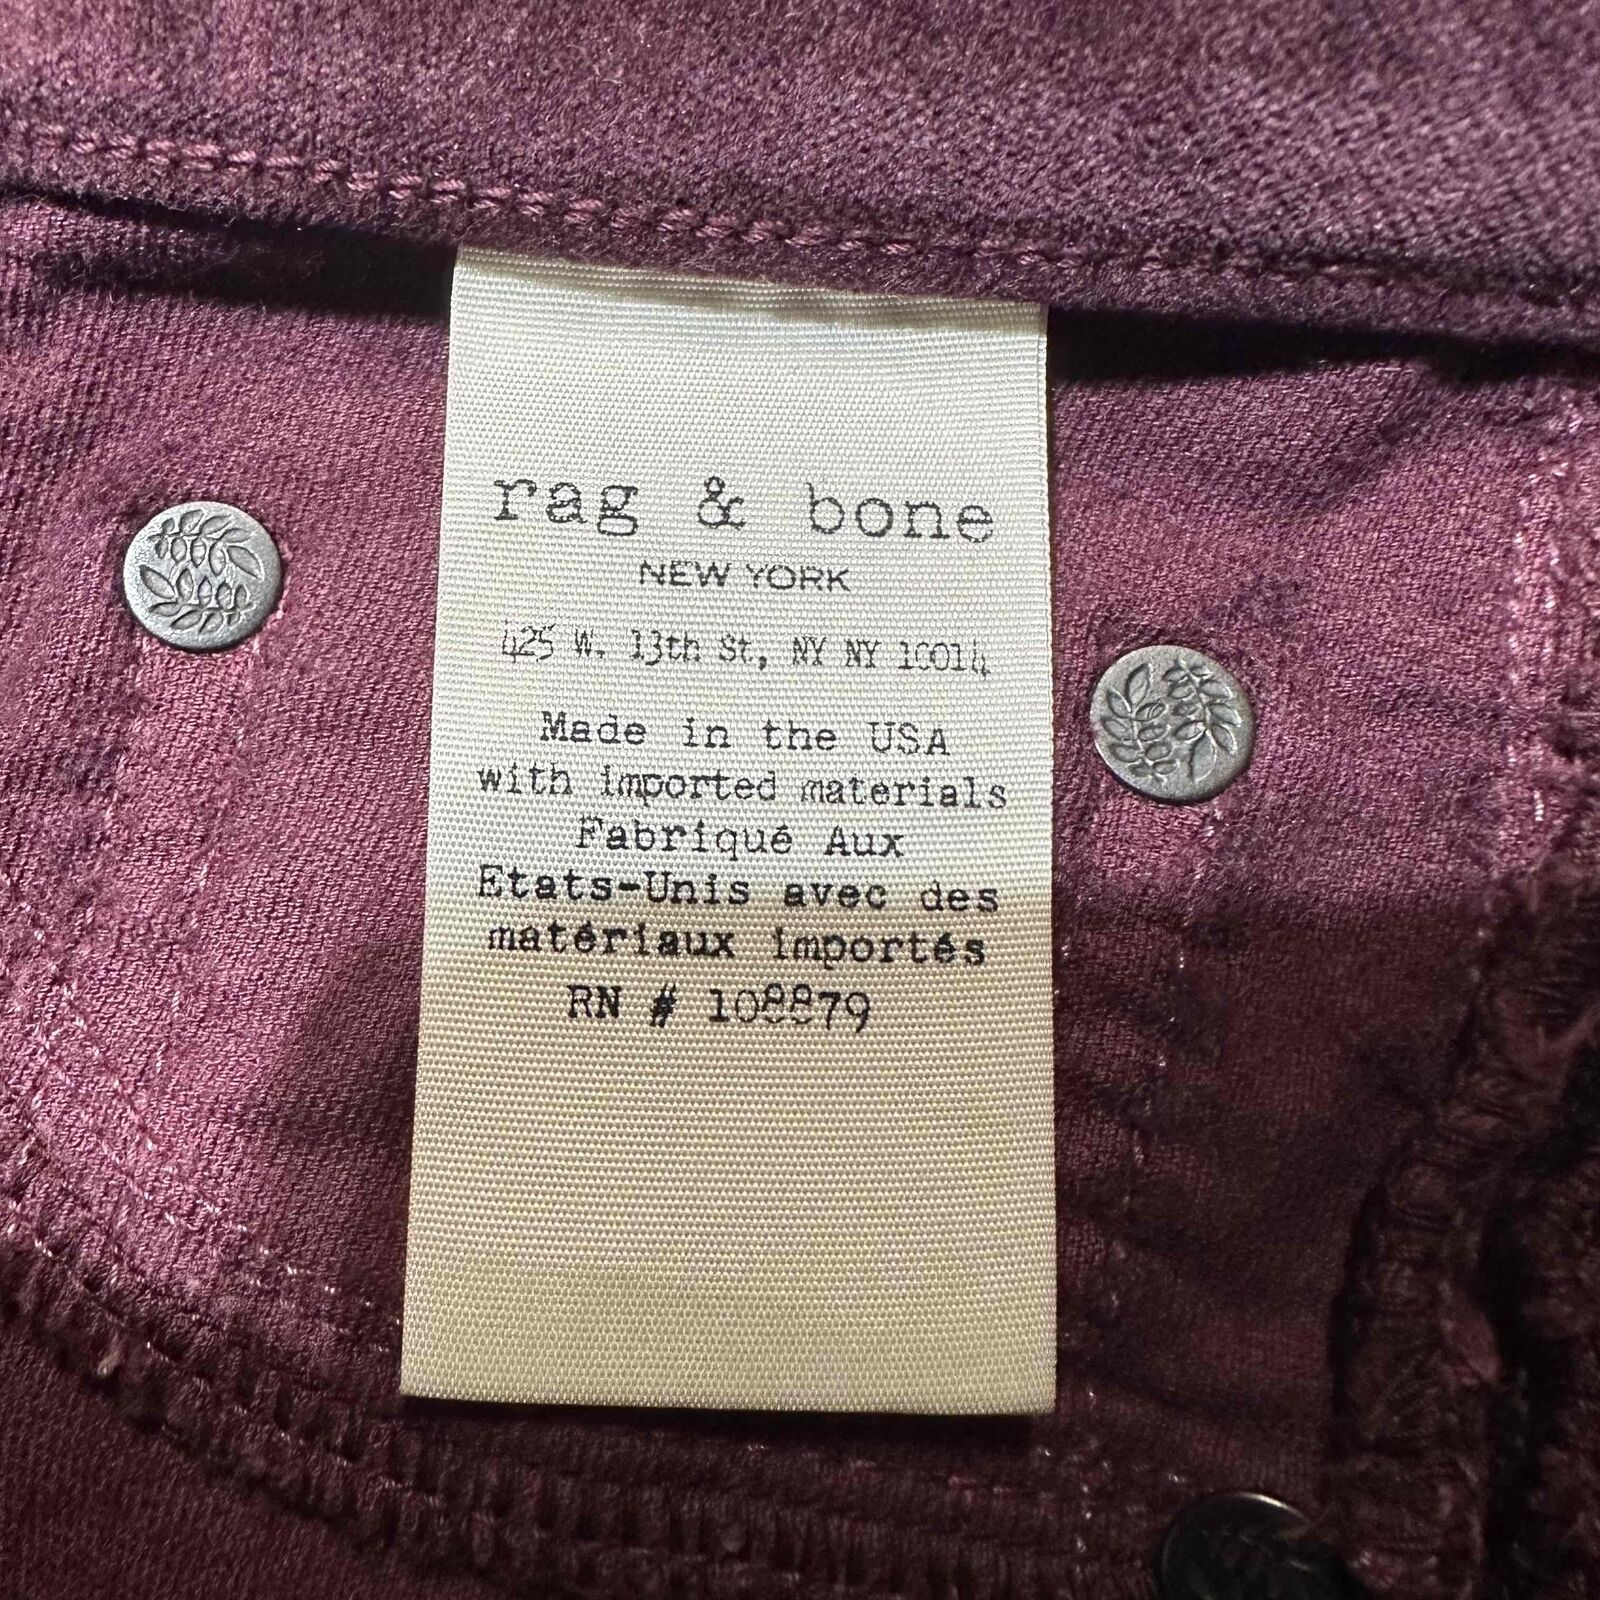 rag & bone
NEW YORK
425 W. 13th St, NY NY 10014
Made in the USA
with imported materials
Fabriqué Aux
Etats-Unis avec des
matériaux importés
RN # 108879